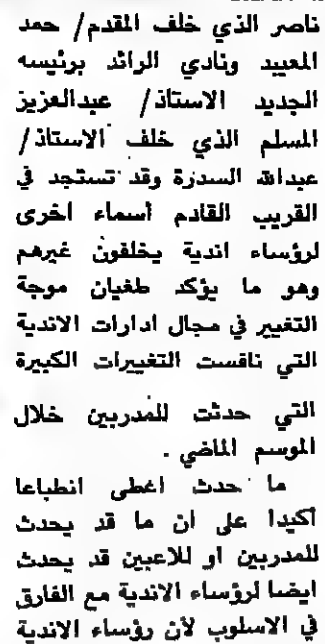 ناصر الذي خلف المقدم/ حمد
المعيبد ونادي الرائد برئيسه
الجديد الاستاذ/ عبدالعزيز
المسلم الذي خلف الاستاذ/
عبدالله السدرة وقد تستجد في
القريب القادم أسماء اخرى
لرؤساء اندية يخلفون غيرهم
وهو ما يؤكد طغيان موجة
التغيير في مجال ادارات الاندية
التي ناقست التغييرات الكبيرة
التي حدثت للمدربين خلال
الموسم الماضي .
ما حدث اغطى انطباعا
أكيدا على ان ما قد يحدث
للمدربين او للاعبين قد يحدث
ايضا لرؤساء الاندية مع الفارق
في الاسلوب لأن رؤساء الاندية